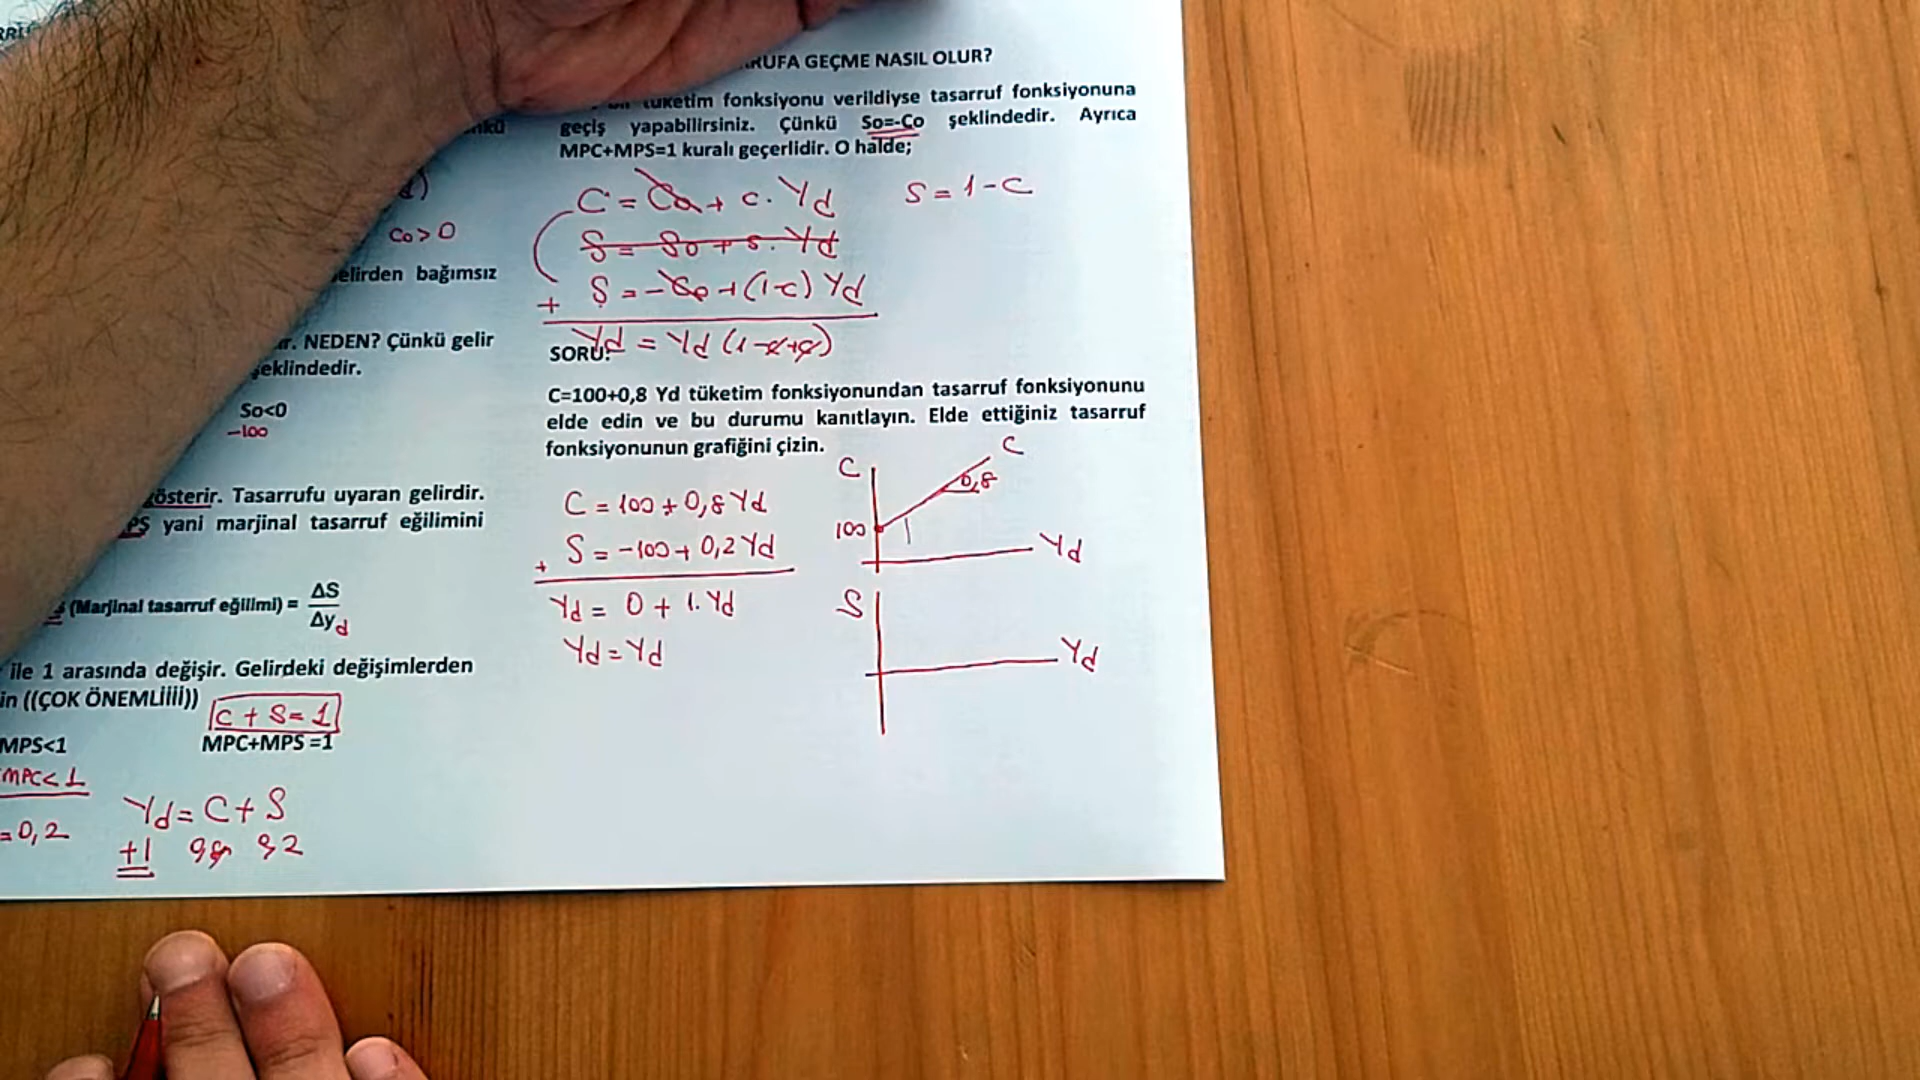 elirden bağımsız
NEDEN? Çünkü gelir
şeklindedir.
Co>0
So<0
-100
gösterir. Tasarrufu uyaran gelirdir.
yani marjinal tasarruf eğilimini
(Marjinal tasarruf eğilimi) = ΔS
Δyd
ile 1 arasında değişir. Gelirdeki değişimlerden
in ((ÇOK ÖNEMLİİİİ))
C + S = 1
MPS<1
MPC+MPS =1
MPC<1
=0,2
Yd = C + S
+1
RUFA GEÇME NASIL OLUR?
tüketim fonksiyonu verildiyse tasarruf fonksiyonuna
geçiş yapabilirsiniz. Çünkü So=-Co şeklindedir. Ayrıca
MPC+MPS=1 kuralı geçerlidir. O halde;
C = Co + c. Yd
S = 1 - C
S = So + s. Yd
+ S = -Co + (1-c) Yd
Yd = Yd (1-c+c)
SORU:
C=100+0,8 Yd tüketim fonksiyonundan tasarruf fonksiyonunu
elde edin ve bu durumu kanıtlayın. Elde ettiğiniz tasarruf
fonksiyonunun grafiğini çizin.
C = 100 + 0,8 Yd
+ S = -100 + 0,2 Yd
Yd = 0 + 1. Yd
Yd = Yd
C
C
0,8
100
Yd
S
Yd